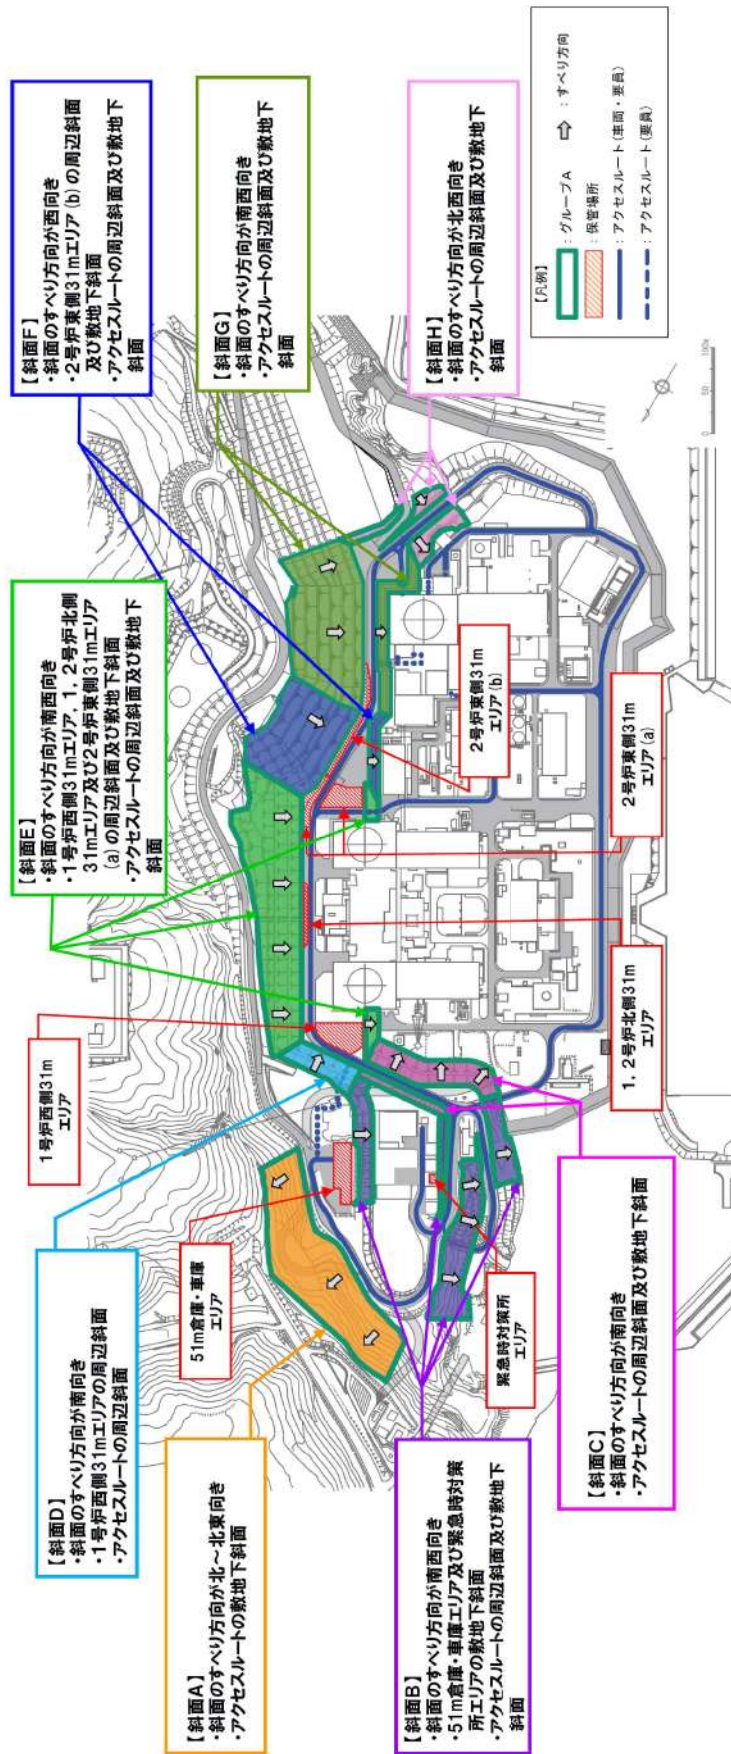 【斜面A】
・斜面のすべり方向が北～北東向き
・アクセスルートの敷地下斜面
【斜面D】
・斜面のすべり方向が南向き
・1号炉西側31mエリアの周辺斜面
・アクセスルートの周辺斜面
1号炉西側31m
エリア
51m倉庫・車庫
エリア
【斜面E】
・斜面のすべり方向が南西向き
・1号炉西側31mエリア，1，2号炉北側
31mエリア及び2号炉東側31mエリア
(a)の周辺斜面及び敷地下斜面
・アクセスルートの周辺斜面及び敷地下
斜面
【斜面F】
・斜面のすべり方向が西向き
・2号炉東側31mエリア(b)の周辺斜面
及び敷地下斜面
・アクセスルートの周辺斜面及び敷地下
斜面
【斜面G】
・斜面のすべり方向が南西向き
・アクセスルートの周辺斜面及び敷地下
斜面
【斜面H】
・斜面のすべり方向が北西向き
・アクセスルートの周辺斜面及び敷地下
斜面
【斜面B】
・斜面のすべり方向が南西向き
・51m倉庫・車庫エリア及び緊急時対策
所エリアの敷地下斜面
・アクセスルートの周辺斜面及び敷地下
斜面
緊急時対策所
エリア
【斜面C】
・斜面のすべり方向が南向き
・アクセスルートの周辺斜面及び敷地下斜面
1，2号炉北側31m
エリア
2号炉東側31m
エリア(a)
2号炉東側31m
エリア(b)
【凡例】
：グループA
：すべり方向
：保管場所
：アクセスルート(車両・要員)
：アクセスルート(要員)
0 50 100m